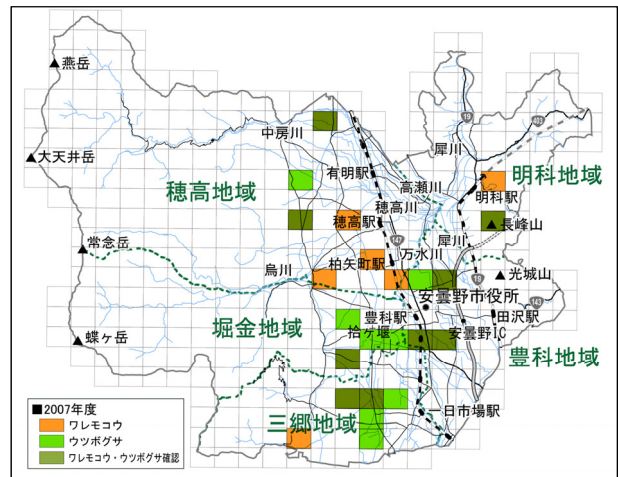 燕岳
大天井岳
常念岳
蝶ヶ岳
中房川
有明駅
高瀬川
穂高川
穂高駅
穂高地域
犀川
19
403
明科地域
明科駅
長峰山
犀川
147
万水川
柏矢町駅
烏川
19
光城山
安曇野市役所
143
田沢駅
豊科駅
拾ヶ堰
安曇野IC
堀金地域
豊科地域
一日市場駅
三郷地域
■2007年度
ワレモコウ
ウツボグサ
ワレモコウ・ウツボグサ確認